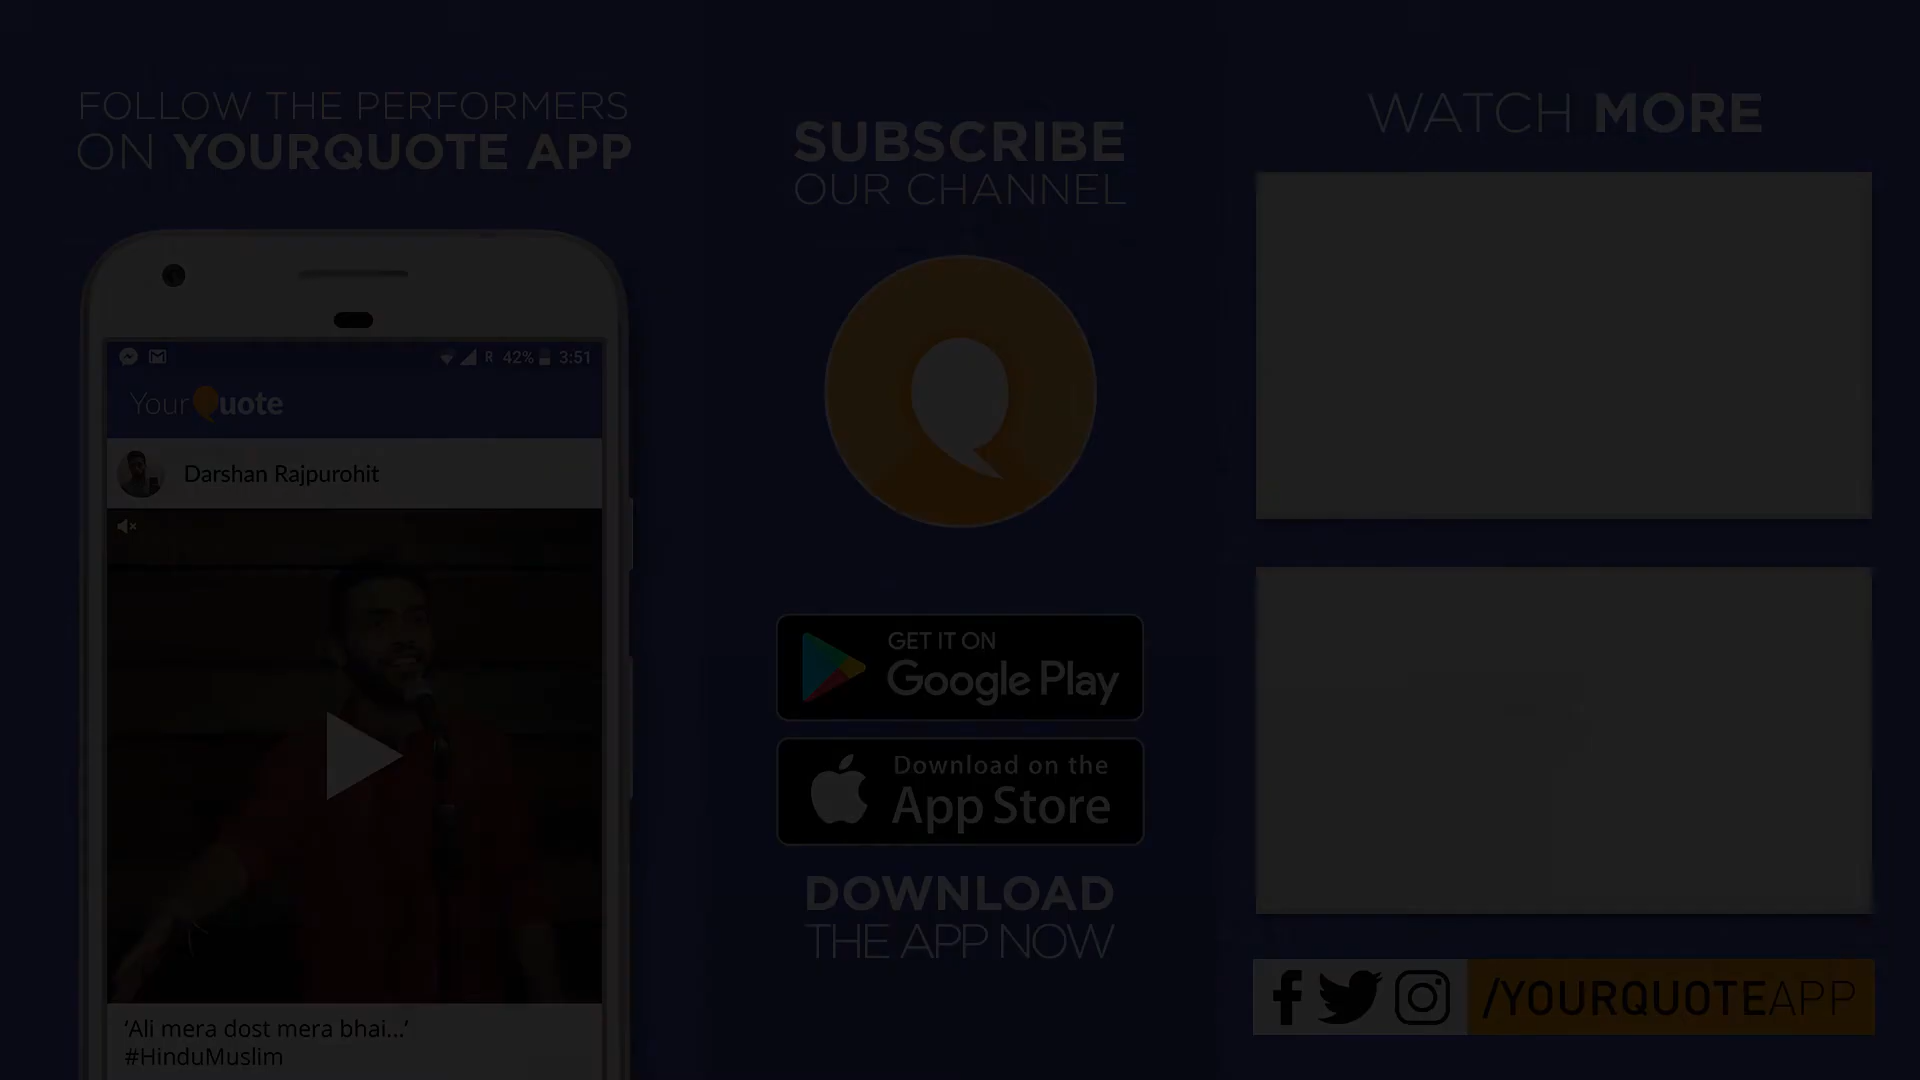 FOLLOW THE PERFORMERS
ON YOURQUOTE APP
R 42% 3:51
YourQuote
Darshan Rajpurohit
‘Ali mera dost mera bhai...’
#HinduMuslim
SUBSCRIBE
OUR CHANNEL
GET IT ON
Google Play
Download on the
App Store
DOWNLOAD
THE APP NOW
WATCH MORE
/YOURQUOTEAPP